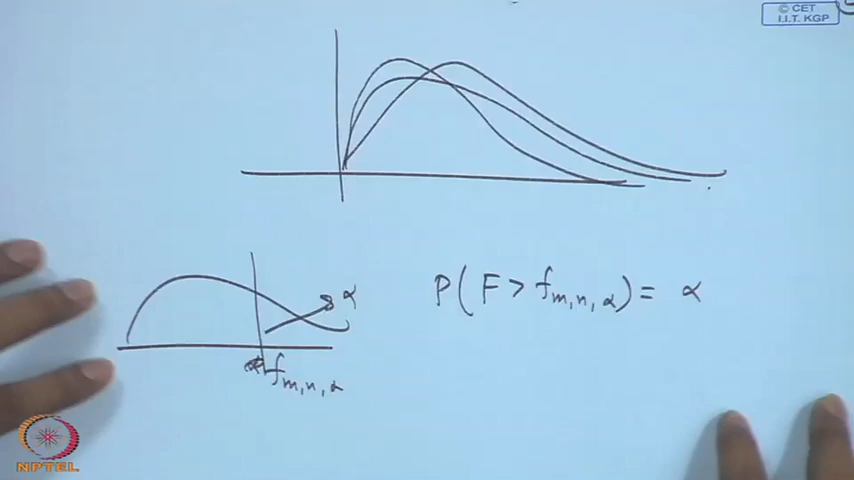 © CET
I.I.T. KGP
α
P(F > f_{m,n,α}) = α
f_{m,n,α}
NPTEL